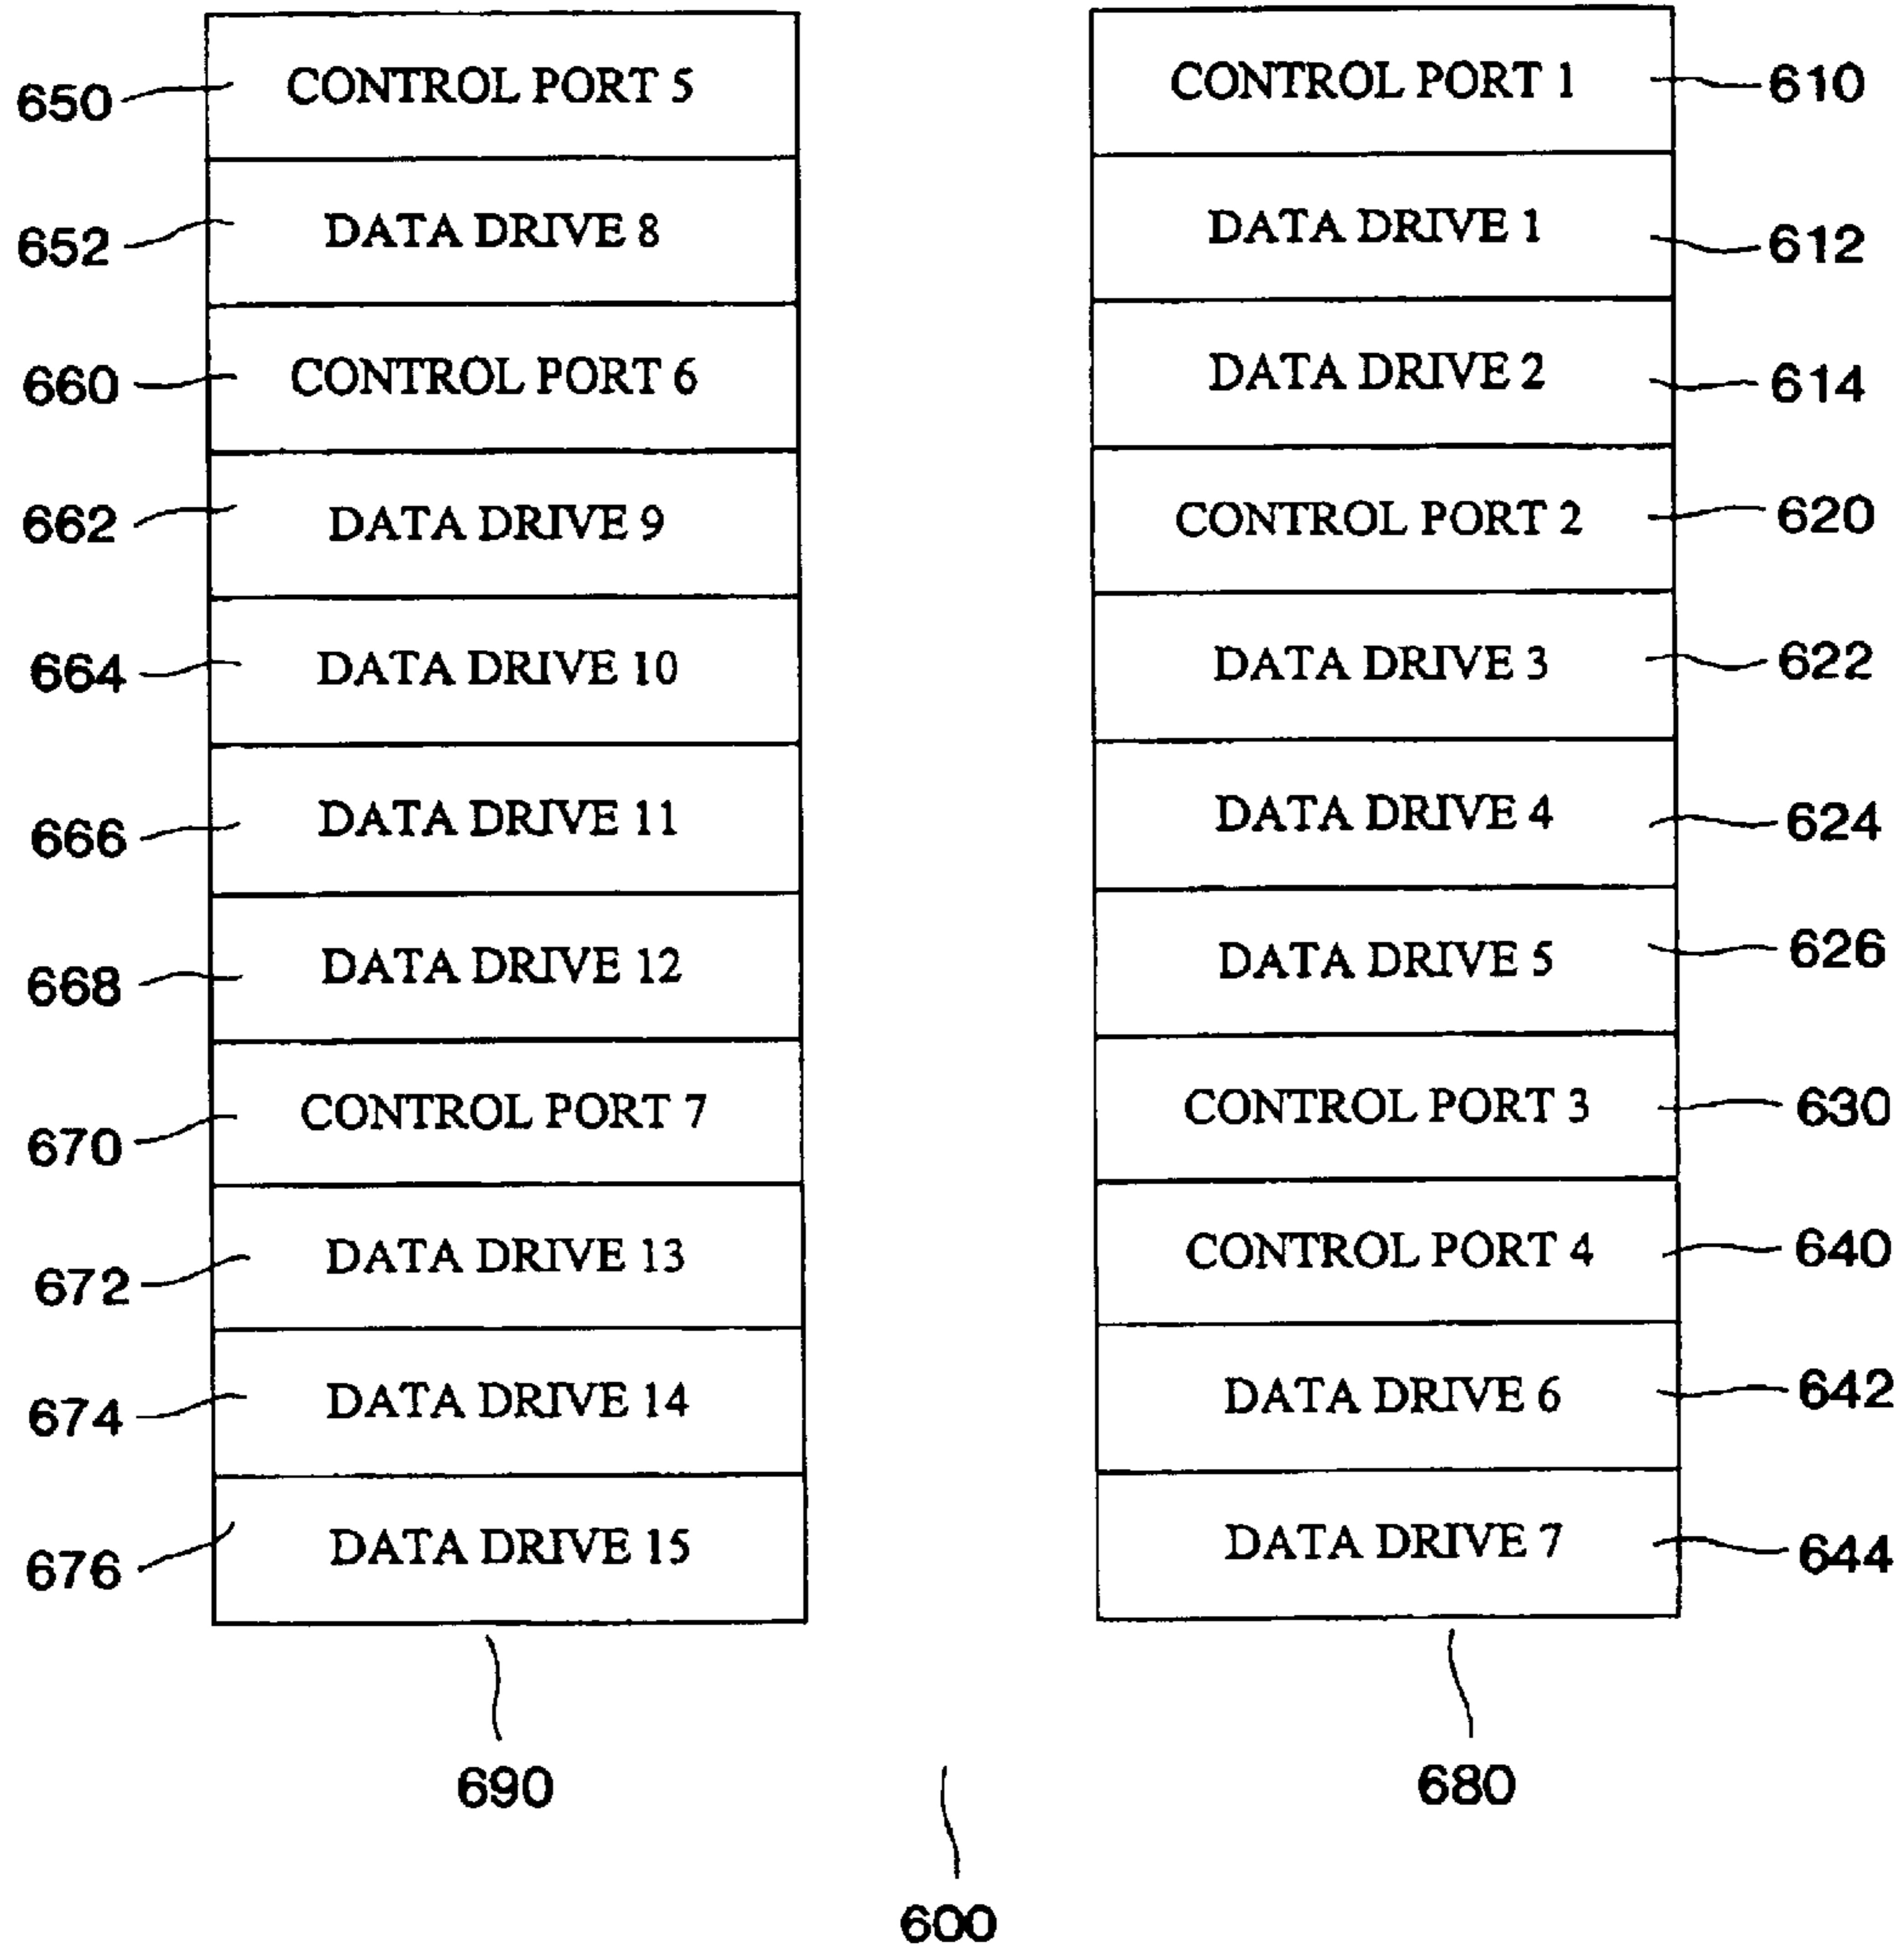 650 CONTROL PORT 5
652 DATA DRIVE 8
660 CONTROL PORT 6
662 DATA DRIVE 9
664 DATA DRIVE 10
666 DATA DRIVE 11
668 DATA DRIVE 12
670 CONTROL PORT 7
672 DATA DRIVE 13
674 DATA DRIVE 14
676 DATA DRIVE 15
690
CONTROL PORT 1 610
DATA DRIVE 1 612
DATA DRIVE 2 614
CONTROL PORT 2 620
DATA DRIVE 3 622
DATA DRIVE 4 624
DATA DRIVE 5 626
CONTROL PORT 3 630
CONTROL PORT 4 640
DATA DRIVE 6 642
DATA DRIVE 7 644
680
600